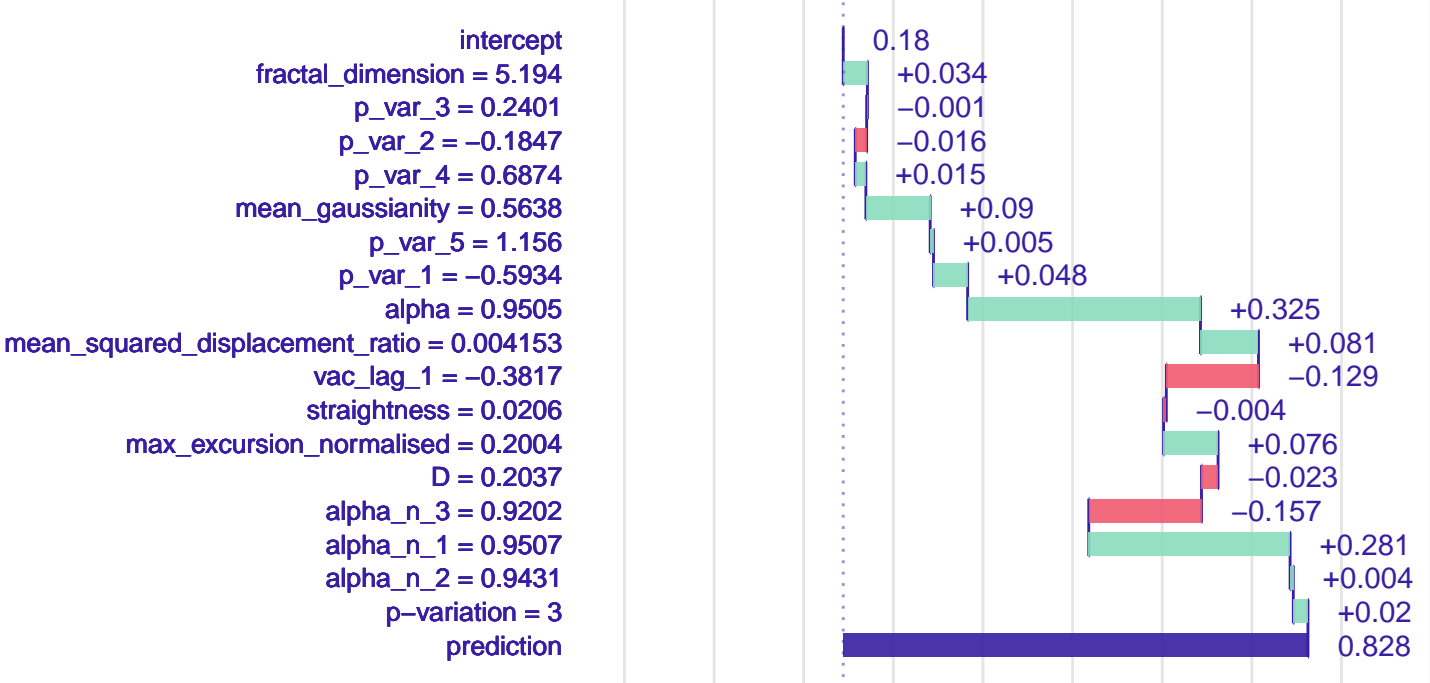 intercept 0.18
fractal_dimension = 5.194 +0.034
p_var_3 = 0.2401 −0.001
p_var_2 = −0.1847 −0.016
p_var_4 = 0.6874 +0.015
mean_gaussianity = 0.5638 +0.09
p_var_5 = 1.156 +0.005
p_var_1 = −0.5934 +0.048
alpha = 0.9505 +0.325
mean_squared_displacement_ratio = 0.004153 +0.081
vac_lag_1 = −0.3817 −0.129
straightness = 0.0206 −0.004
max_excursion_normalised = 0.2004 +0.076
D = 0.2037 −0.023
alpha_n_3 = 0.9202 −0.157
alpha_n_1 = 0.9507 +0.281
alpha_n_2 = 0.9431 +0.004
p−variation = 3 +0.02
prediction 0.828